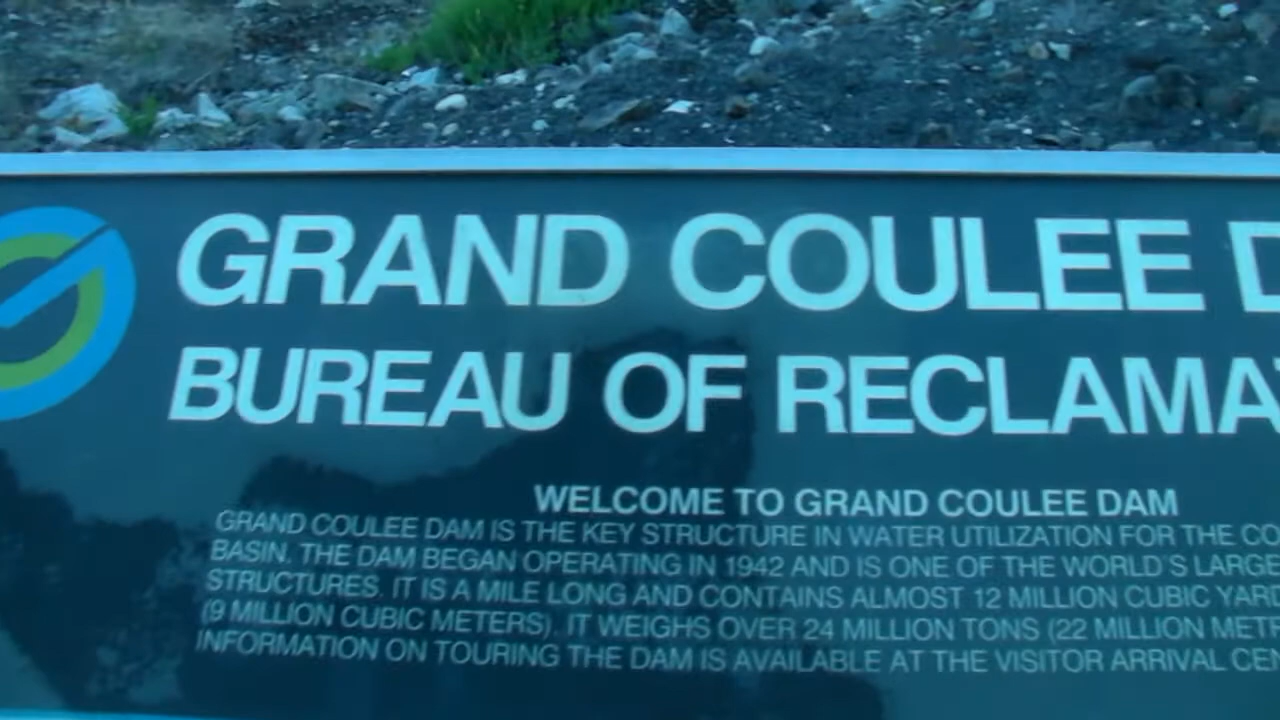 GRAND COULEE D
BUREAU OF RECLAMA
WELCOME TO GRAND COULEE DAM
GRAND COULEE DAM IS THE KEY STRUCTURE IN WATER UTILIZATION FOR THE CO
BASIN. THE DAM BEGAN OPERATING IN 1942 AND IS ONE OF THE WORLD'S LARGE
STRUCTURES. IT IS A MILE LONG AND CONTAINS ALMOST 12 MILLION CUBIC YAR
(9 MILLION CUBIC METERS). IT WEIGHS OVER 24 MILLION TONS (22 MILLION METR
INFORMATION ON TOURING THE DAM IS AVAILABLE AT THE VISITOR ARRIVAL CEN